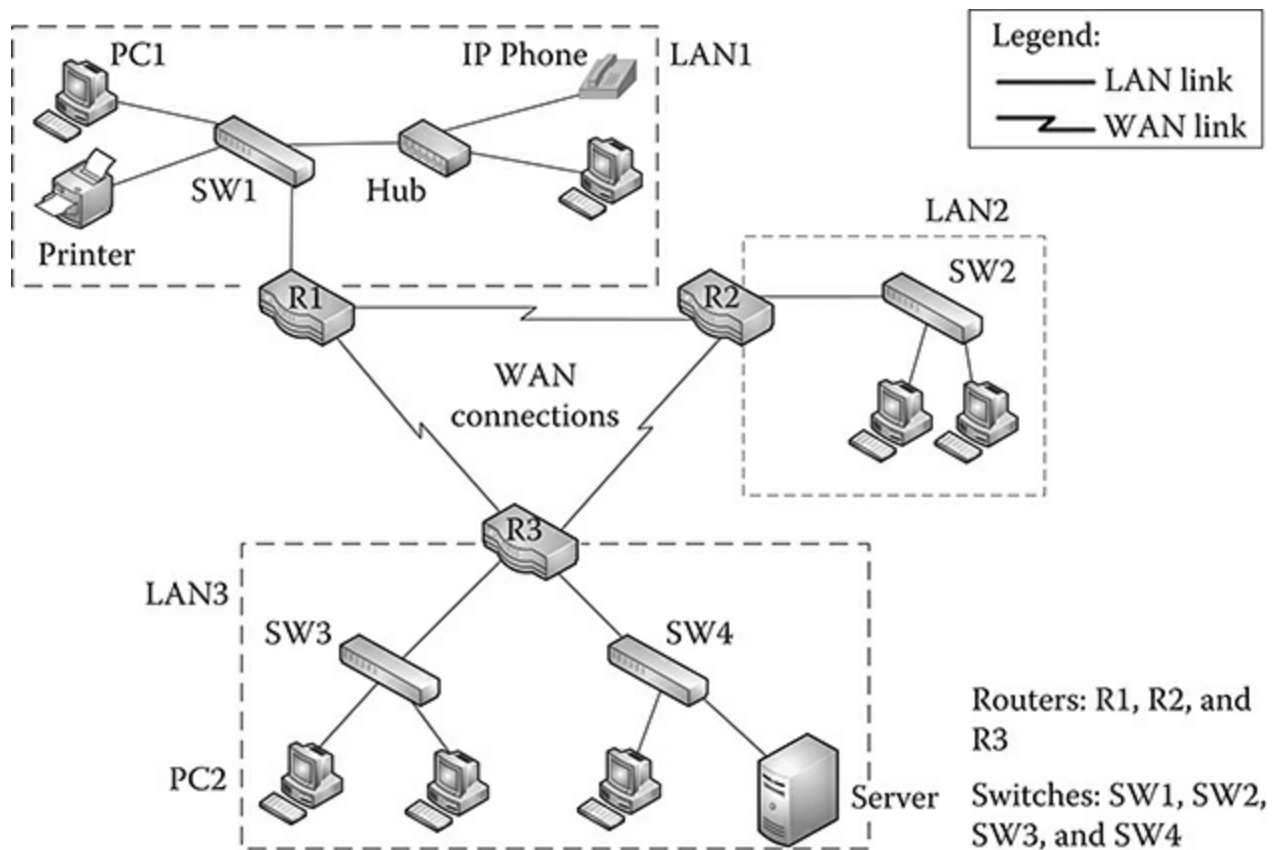 PC1
IP Phone
LAN1
SW1
Hub
Printer
Legend:
LAN link
WAN link
LAN2
SW2
R1
R2
WAN
connections
R3
LAN3
SW3
SW4
PC2
Server
Routers: R1, R2, and
R3
Switches: SW1, SW2,
SW3, and SW4